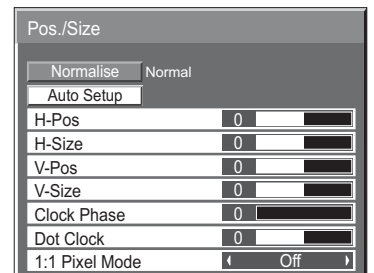 Pos./Size
Normalise Normal
Auto Setup
H-Pos 0
H-Size 0
V-Pos 0
V-Size 0
Clock Phase 0
Dot Clock 0
1:1 Pixel Mode Off